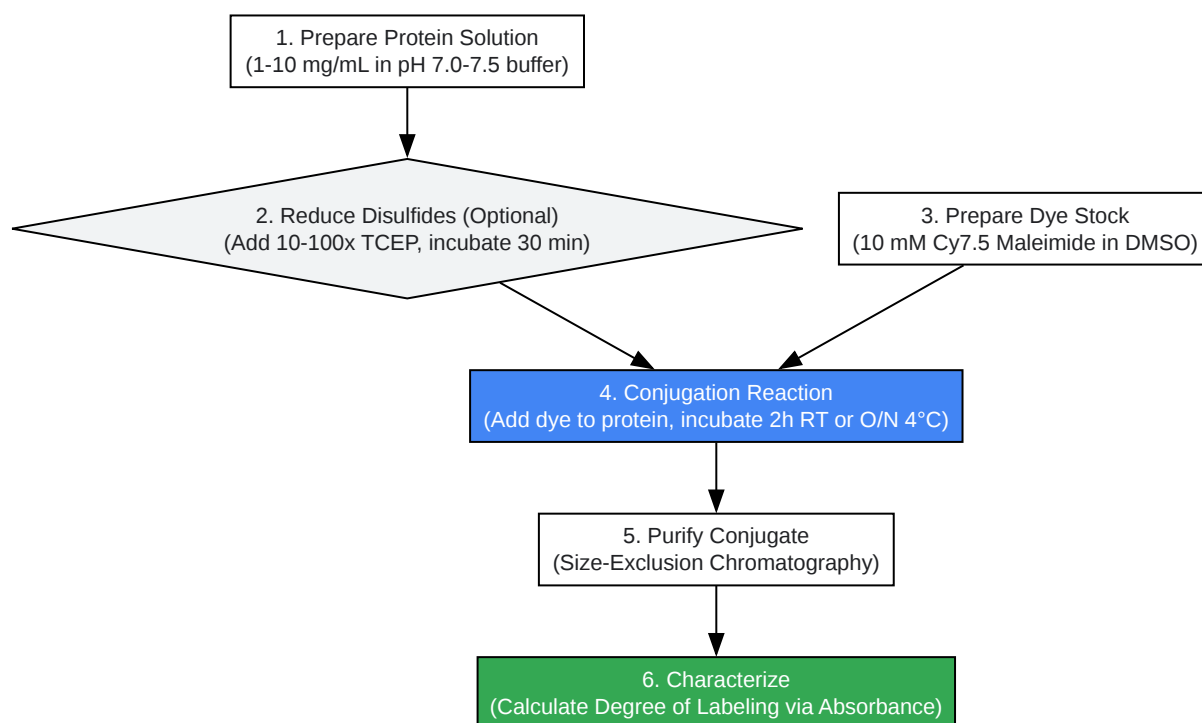 1. Prepare Protein Solution
(1-10 mg/mL in pH 7.0-7.5 buffer)
2. Reduce Disulfides (Optional)
(Add 10-100x TCEP, incubate 30 min)
3. Prepare Dye Stock
(10 mM Cy7.5 Maleimide in DMSO)
4. Conjugation Reaction
(Add dye to protein, incubate 2h RT or O/N 4°C)
5. Purify Conjugate
(Size-Exclusion Chromatography)
6. Characterize
(Calculate Degree of Labeling via Absorbance)